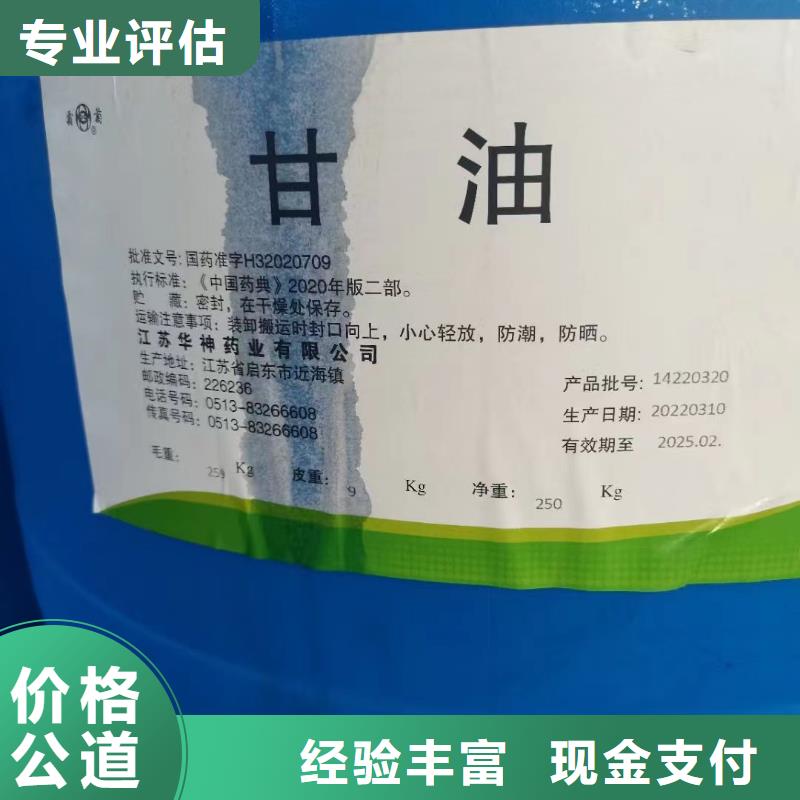 专业评估
甘 油
批准文号: 国药准字H32020709
执行标准: 《中国药典》2020年版二部。
贮 藏: 密封, 在干燥处保存。
运输注意事项: 装卸搬运时封口向上, 小心轻放, 防潮, 防晒。
江苏华神药业有限公司
生产地址: 江苏省启东市近海镇
邮政编码: 226236
电话号码: 0513-83266608
传真号码: 0513-83266608
产品批号: 14220320
生产日期: 20220310
有效期至 2025.02.
毛重: 259 Kg 皮重: 9 Kg 净重: 250 Kg
价格
公道
经验丰富 现金支付